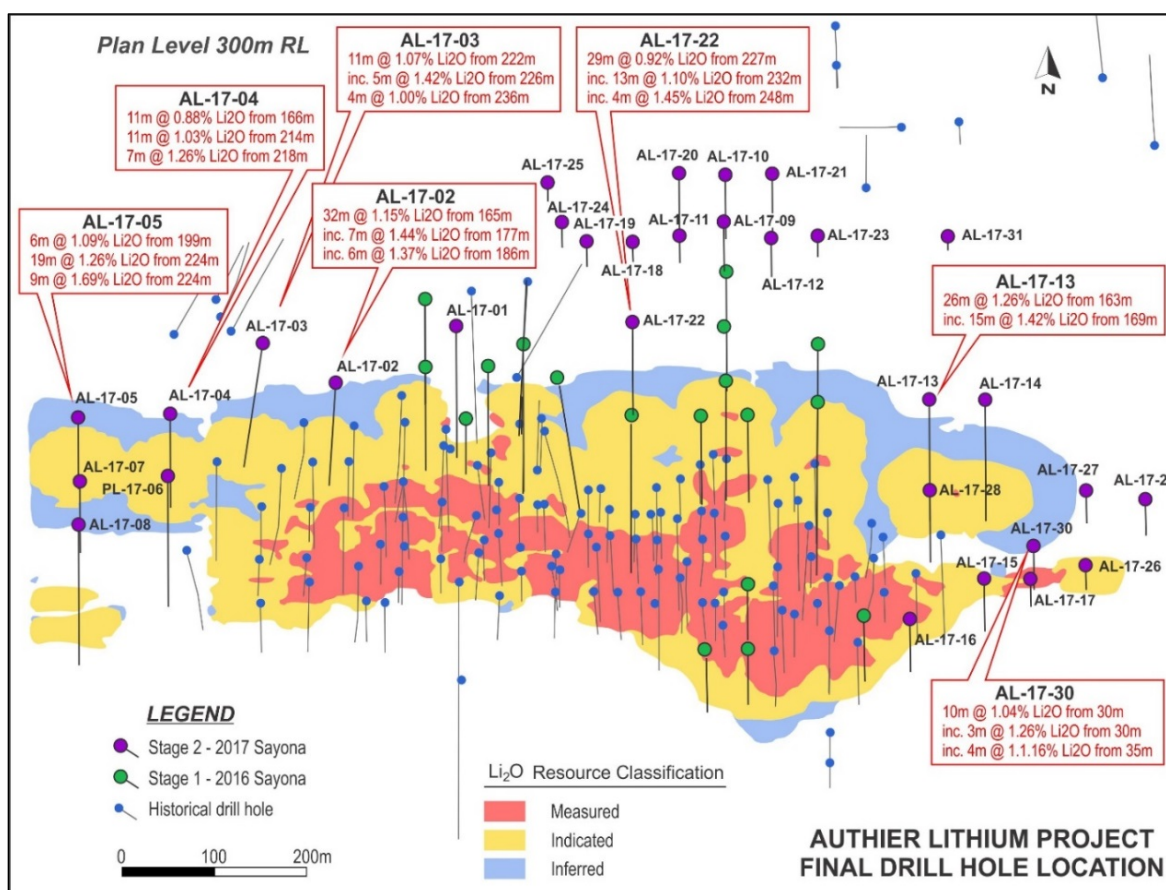 Plan Level 300m RL
AL-17-03
11m @ 1.07% Li2O from 222m
inc. 5m @ 1.42% Li2O from 226m
4m @ 1.00% Li2O from 236m
AL-17-22
29m @ 0.92% Li2O from 227m
inc. 13m @ 1.10% Li2O from 232m
inc. 4m @ 1.45% Li2O from 248m
N
AL-17-04
11m @ 0.88% Li2O from 166m
11m @ 1.03% Li2O from 214m
7m @ 1.26% Li2O from 218m
AL-17-05
6m @ 1.09% Li2O from 199m
19m @ 1.26% Li2O from 224m
9m @ 1.69% Li2O from 224m
AL-17-02
32m @ 1.15% Li2O from 165m
inc. 7m @ 1.44% Li2O from 177m
inc. 6m @ 1.37% Li2O from 186m
AL-17-25
AL-17-20
AL-17-10
AL-17-21
AL-17-24
AL-17-19
AL-17-11
AL-17-09
AL-17-23
AL-17-31
AL-17-18
AL-17-12
AL-17-13
26m @ 1.26% Li2O from 163m
inc. 15m @ 1.42% Li2O from 169m
AL-17-03
AL-17-01
AL-17-22
AL-17-02
AL-17-05
AL-17-04
AL-17-13
AL-17-14
AL-17-07
PL-17-06
AL-17-08
AL-17-28
AL-17-27
AL-17-2
AL-17-30
AL-17-15
AL-17-26
AL-17-17
AL-17-16
AL-17-30
10m @ 1.04% Li2O from 30m
inc. 3m @ 1.26% Li2O from 30m
inc. 4m @ 1.1.16% Li2O from 35m
LEGEND
Stage 2 - 2017 Sayona
Stage 1 - 2016 Sayona
Historical drill hole
0 100 200m
Li₂O Resource Classification
Measured
Indicated
Inferred
AUTHIER LITHIUM PROJECT
FINAL DRILL HOLE LOCATION